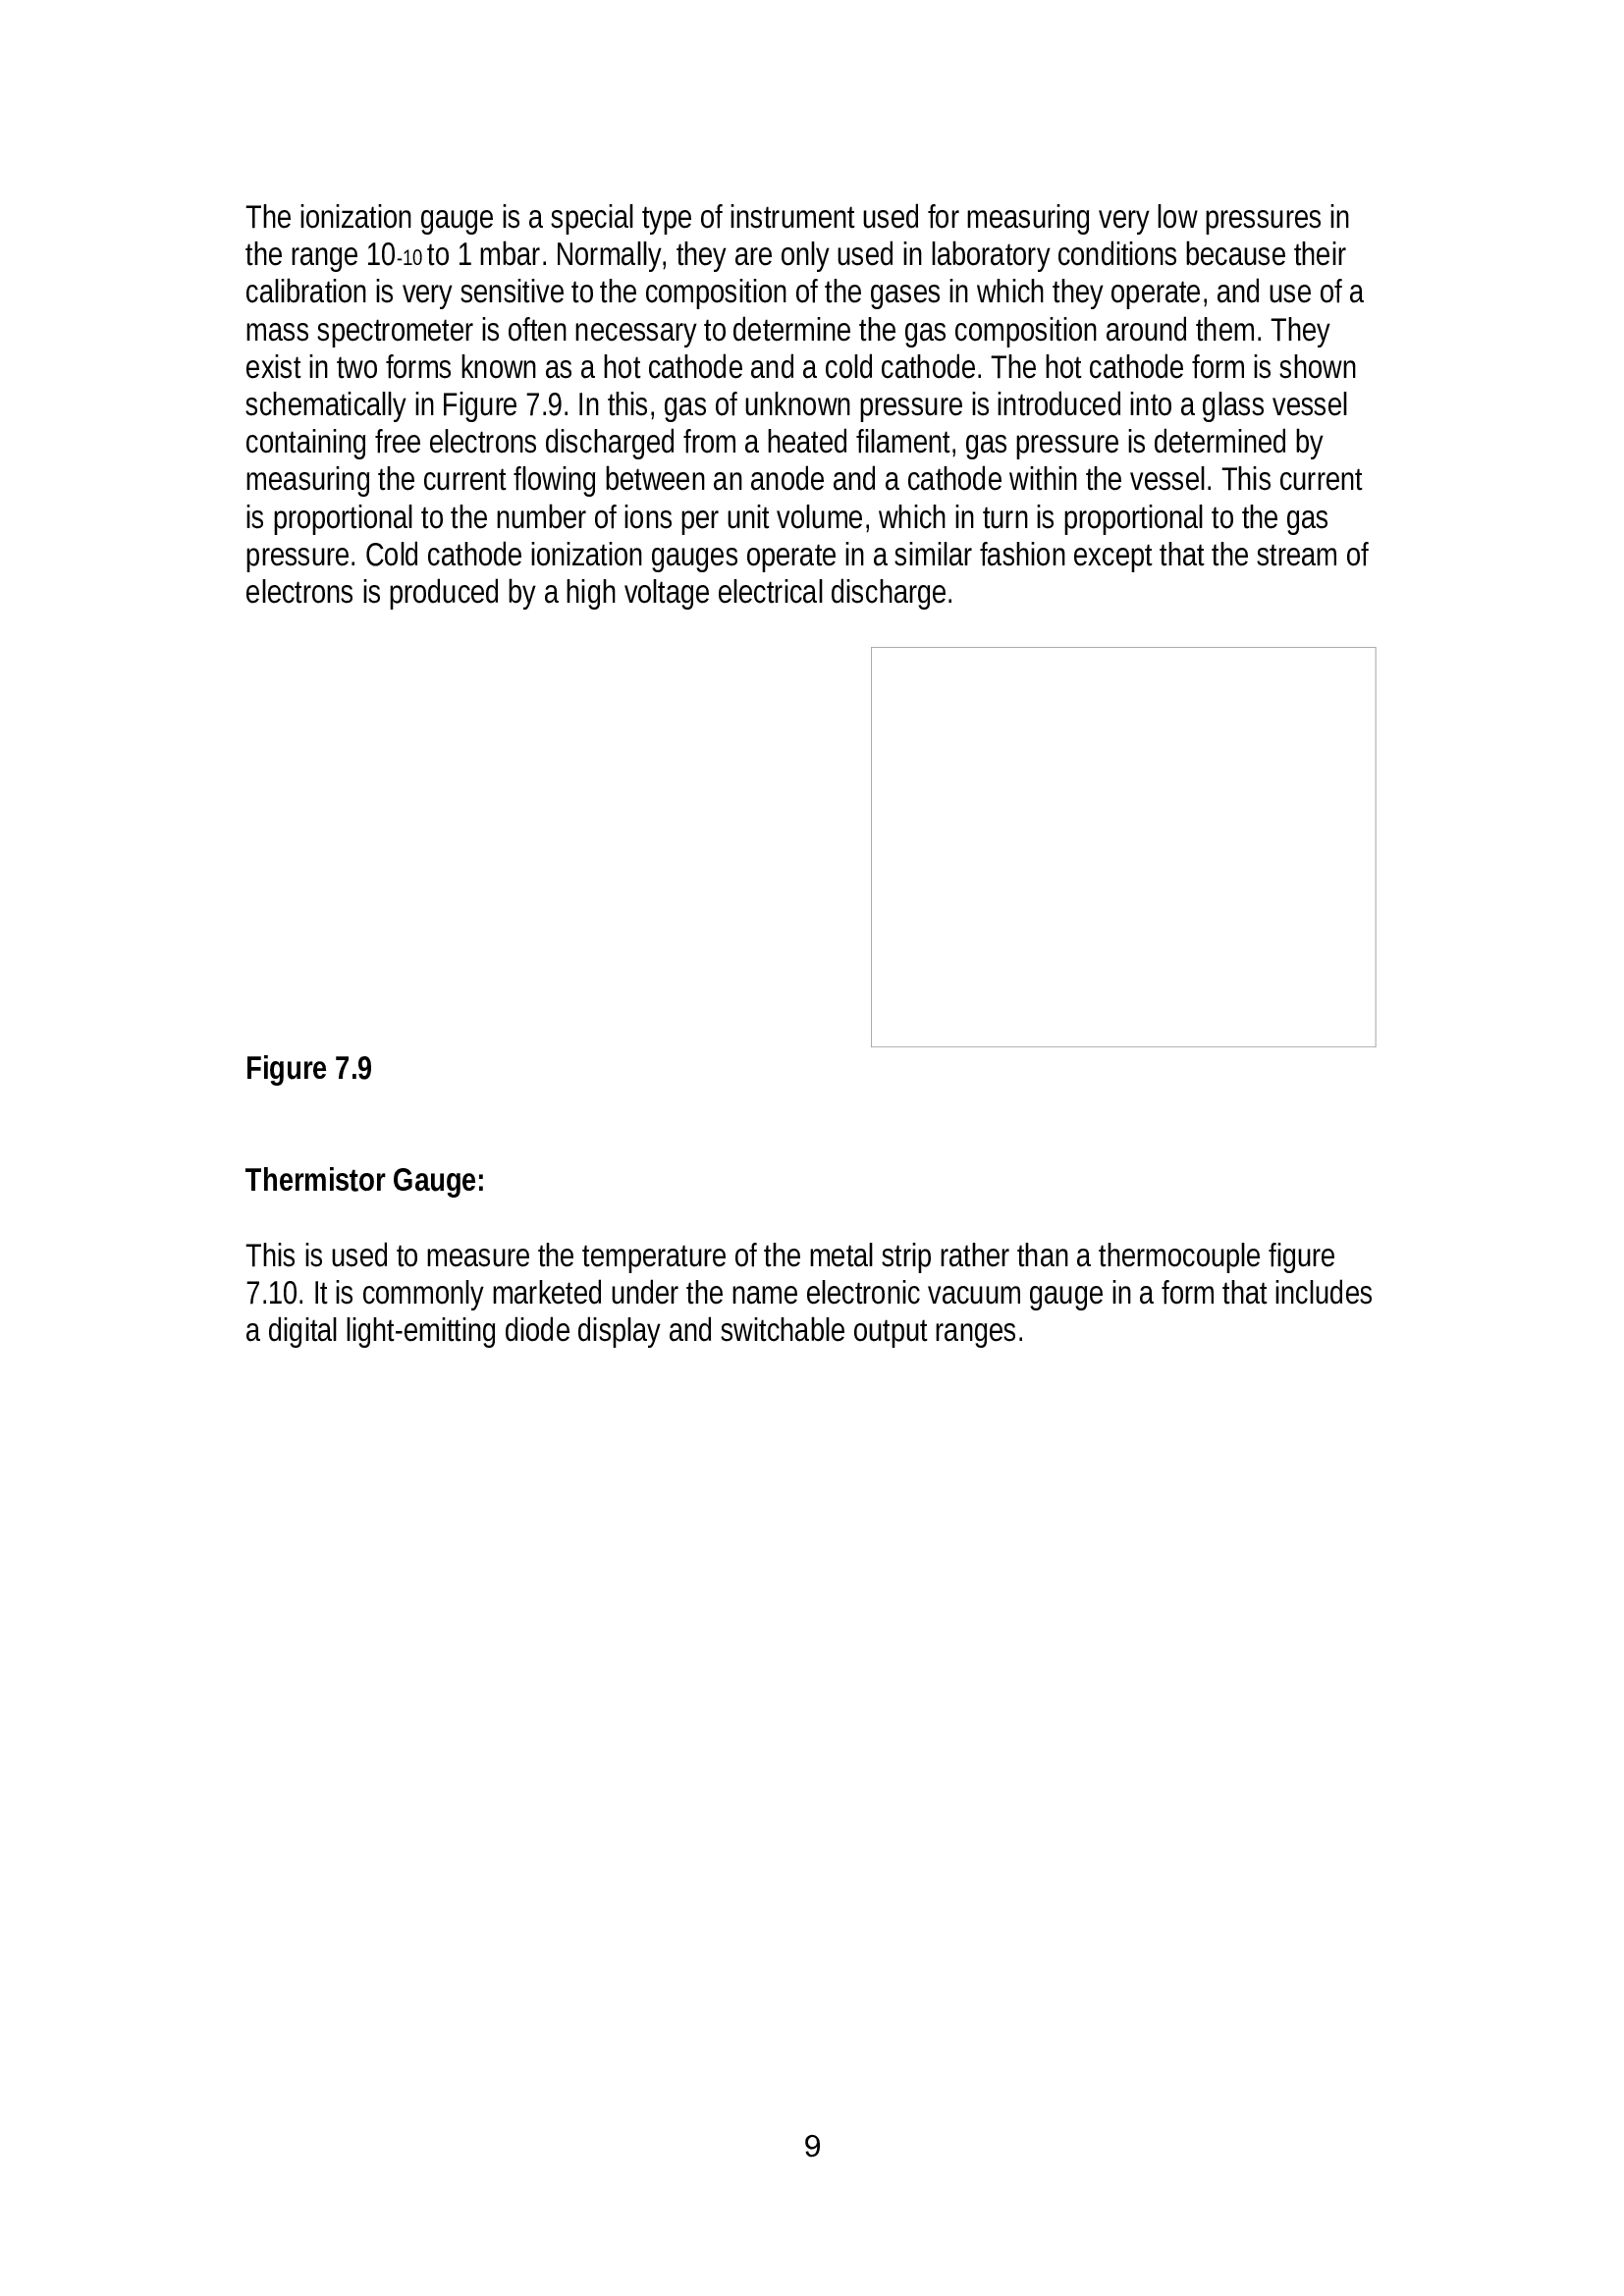 The ionization gauge is a special type of instrument used for measuring very low pressures in
the range 10-10 to 1 mbar. Normally, they are only used in laboratory conditions because their
calibration is very sensitive to the composition of the gases in which they operate, and use of a
mass spectrometer is often necessary to determine the gas composition around them. They
exist in two forms known as a hot cathode and a cold cathode. The hot cathode form is shown
schematically in Figure 7.9. In this, gas of unknown pressure is introduced into a glass vessel
containing free electrons discharged from a heated filament, gas pressure is determined by
measuring the current flowing between an anode and a cathode within the vessel. This current
is proportional to the number of ions per unit volume, which in turn is proportional to the gas
pressure. Cold cathode ionization gauges operate in a similar fashion except that the stream of
electrons is produced by a high voltage electrical discharge.
Figure 7.9
Thermistor Gauge:
This is used to measure the temperature of the metal strip rather than a thermocouple figure
7.10. It is commonly marketed under the name electronic vacuum gauge in a form that includes
a digital light-emitting diode display and switchable output ranges.
9